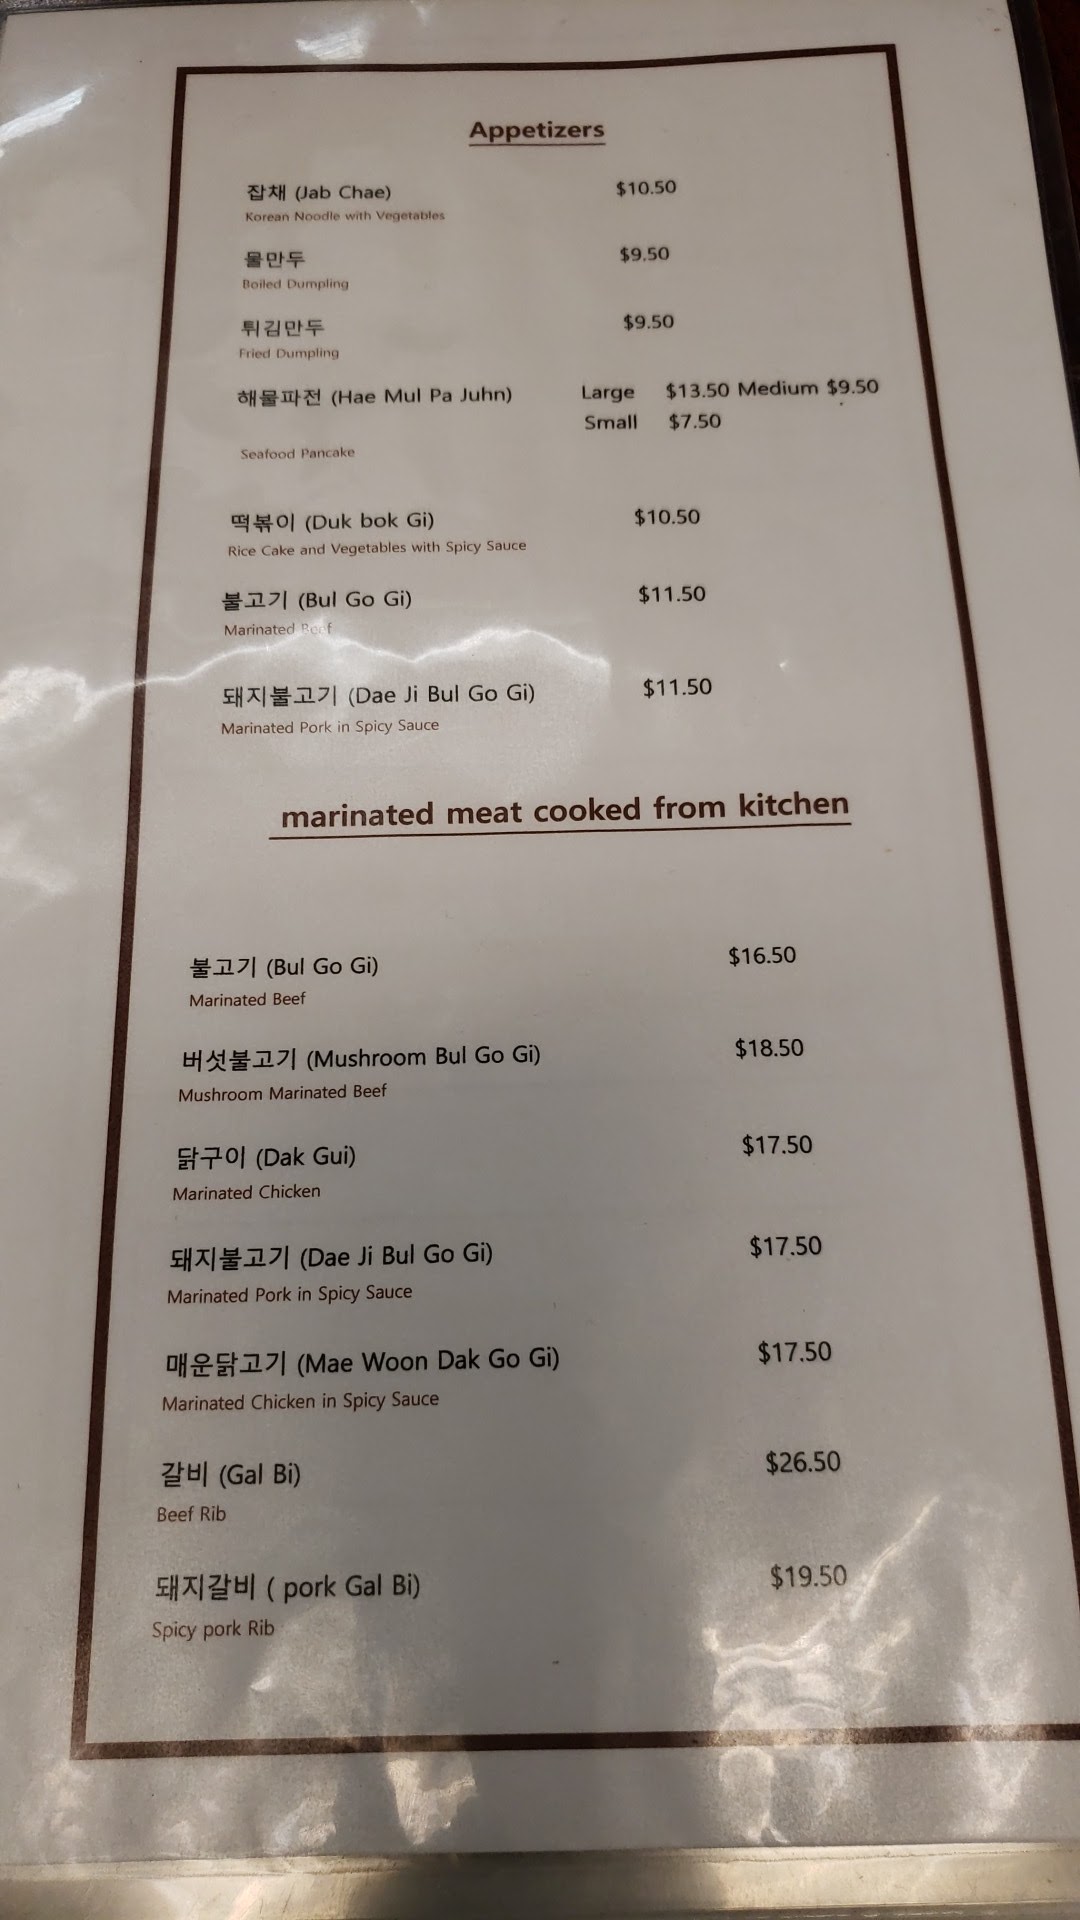 Appetizers
잡채 (Jab Chae) $10.50
Korean Noodle with Vegetables
물만두 $9.50
Boiled Dumpling
튀김만두 $9.50
Fried Dumpling
해물파전 (Hae Mul Pa Juhn) Large $13.50 Medium $9.50
Small $7.50
Seafood Pancake
떡볶이 (Duk bok Gi) $10.50
Rice Cake and Vegetables with Spicy Sauce
불고기 (Bul Go Gi) $11.50
Marinated Beef
돼지불고기 (Dae Ji Bul Go Gi) $11.50
Marinated Pork in Spicy Sauce
marinated meat cooked from kitchen
불고기 (Bul Go Gi) $16.50
Marinated Beef
버섯불고기 (Mushroom Bul Go Gi) $18.50
Mushroom Marinated Beef
닭구이 (Dak Gui) $17.50
Marinated Chicken
돼지불고기 (Dae Ji Bul Go Gi) $17.50
Marinated Pork in Spicy Sauce
매운닭고기 (Mae Woon Dak Go Gi) $17.50
Marinated Chicken in Spicy Sauce
갈비 (Gal Bi) $26.50
Beef Rib
돼지갈비 ( pork Gal Bi) $19.50
Spicy pork Rib